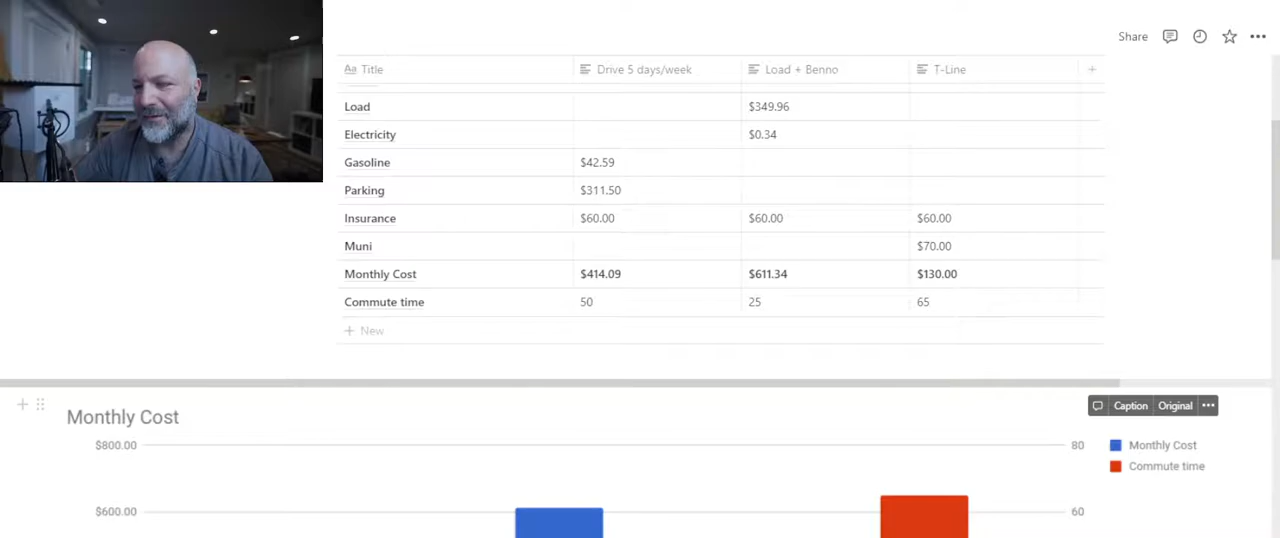 Share
Title Drive 5 days/week Load + Benno T-Line
Load $349.96
Electricity $0.34
Gasoline $42.59
Parking $311.50
Insurance $60.00 $60.00 $60.00
Muni $70.00
Monthly Cost $414.09 $611.34 $130.00
Commute time 50 25 65
New
Monthly Cost
Caption Original
$800.00 80 Monthly Cost
Commute time
$600.00 60